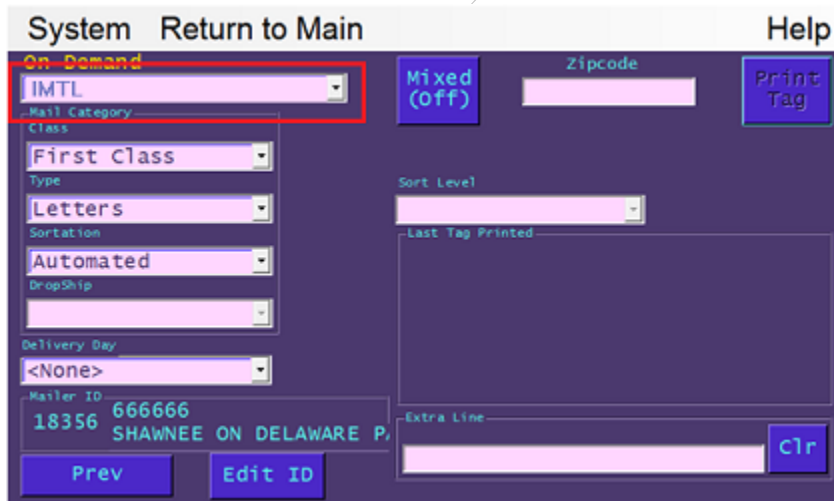 System Return to Main Help
On Demand
IMTL
Mixed
(Off)
Zipcode
Print
Tag
Mail Category
Class
First Class
Type
Letters
Sort Level
Sortation
Automated
Last Tag Printed
DropShip
Delivery Day
<None>
Mailer ID
18356 666666
SHAWNEE ON DELAWARE PA
Extra Line
Clr
Prev
Edit ID